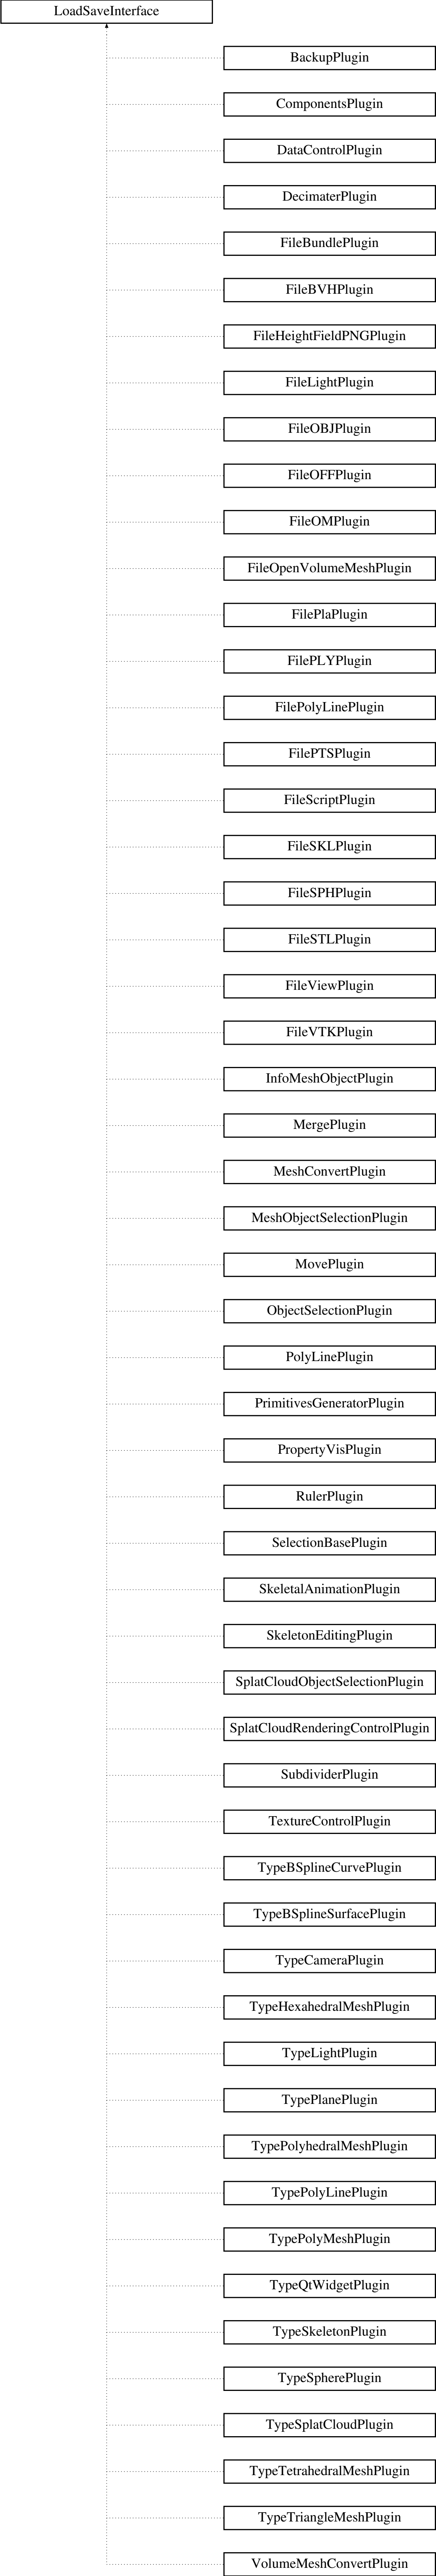 LoadSaveInterface
BackupPlugin
ComponentsPlugin
DataControlPlugin
DecimaterPlugin
FileBundlePlugin
FileBVHPlugin
FileHeightFieldPNGPlugin
FileLightPlugin
FileOBJPlugin
FileOFFPlugin
FileOMPlugin
FileOpenVolumeMeshPlugin
FilePlaPlugin
FilePLYPlugin
FilePolyLinePlugin
FilePTSPlugin
FileScriptPlugin
FileSKLPlugin
FileSPHPlugin
FileSTLPlugin
FileViewPlugin
FileVTKPlugin
InfoMeshObjectPlugin
MergePlugin
MeshConvertPlugin
MeshObjectSelectionPlugin
MovePlugin
ObjectSelectionPlugin
PolyLinePlugin
PrimitivesGeneratorPlugin
PropertyVisPlugin
RulerPlugin
SelectionBasePlugin
SkeletalAnimationPlugin
SkeletonEditingPlugin
SplatCloudObjectSelectionPlugin
SplatCloudRenderingControlPlugin
SubdividerPlugin
TextureControlPlugin
TypeBSplineCurvePlugin
TypeBSplineSurfacePlugin
TypeCameraPlugin
TypeHexahedralMeshPlugin
TypeLightPlugin
TypePlanePlugin
TypePolyhedralMeshPlugin
TypePolyLinePlugin
TypePolyMeshPlugin
TypeQtWidgetPlugin
TypeSkeletonPlugin
TypeSpherePlugin
TypeSplatCloudPlugin
TypeTetrahedralMeshPlugin
TypeTriangleMeshPlugin
VolumeMeshConvertPlugin